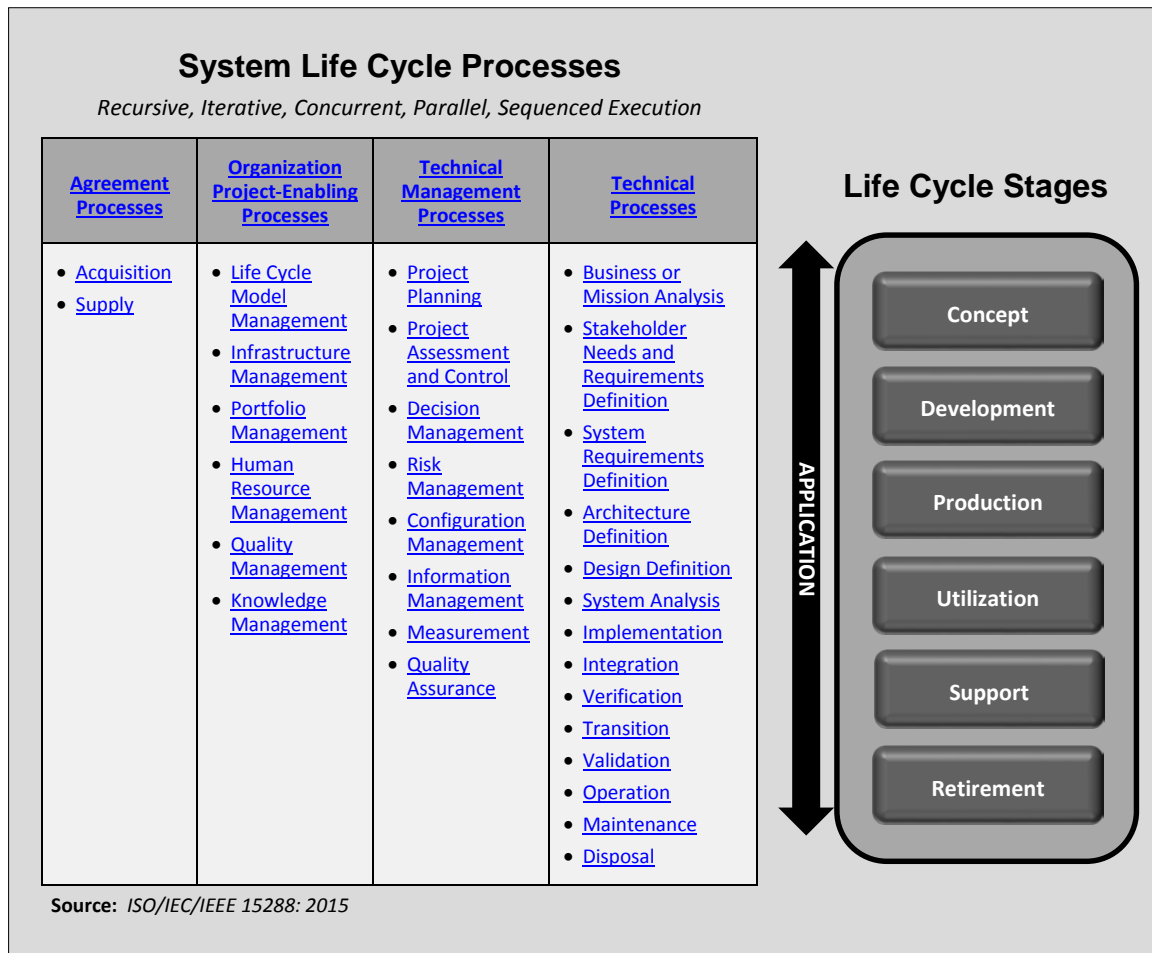 System Life Cycle Processes
Recursive, Iterative, Concurrent, Parallel, Sequenced Execution
Agreement
Processes
• Acquisition
• Supply
Organization
Project-Enabling
Processes
• Life Cycle
Model
Management
• Infrastructure
Management
• Portfolio
Management
• Human
Resource
Management
• Quality
Management
• Knowledge
Management
Technical
Management
Processes
• Project
Planning
• Project
Assessment
and Control
• Decision
Management
• Risk
Management
• Configuration
Management
• Information
Management
• Measurement
• Quality
Assurance
Technical
Processes
• Business or
Mission Analysis
• Stakeholder
Needs and
Requirements
Definition
• System
Requirements
Definition
• Architecture
Definition
• Design Definition
• System Analysis
• Implementation
• Integration
• Verification
• Transition
• Validation
• Operation
• Maintenance
• Disposal
Source: ISO/IEC/IEEE 15288: 2015
Life Cycle Stages
APPLICATION
Concept
Development
Production
Utilization
Support
Retirement